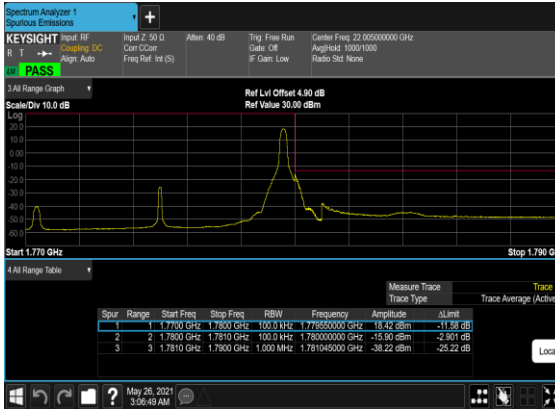 Spectrum Analyzer 1
Spurious Emissions
+
KEYSIGHT Input: RF Input Z: 50 Ω Atten: 40 dB Trig: Free Run Center Freq: 22.005000000 GHz
R T Coupling: DC Corr CCorr Gate: Off Avg|Hold: 1000/1000
Align: Auto Freq Ref: Int (S) IF Gain: Low Radio Std: None
PASS
3 All Range Graph
Ref Lvl Offset 4.90 dB
Scale/Div 10.0 dB Ref Value 30.00 dBm
Log
20.0
10.0
0.00
-10.0
-20.0
-30.0
-40.0
-50.0
-60.0
Start 1.770 GHz Stop 1.790 G
4 All Range Table
Measure Trace Trace
Trace Type Trace Average (Active
Spur Range Start Freq Stop Freq RBW Frequency Amplitude ΔLimit
1 1 1.7700 GHz 1.7800 GHz 100.0 kHz 1.779550000 GHz 18.42 dBm -11.58 dB
2 2 1.7800 GHz 1.7810 GHz 100.0 kHz 1.780000000 GHz -15.90 dBm -2.901 dB
3 3 1.7810 GHz 1.7900 GHz 1.000 MHz 1.781045000 GHz -38.22 dBm -25.22 dB
Loca
?
May 26, 2021
3:06:49 AM